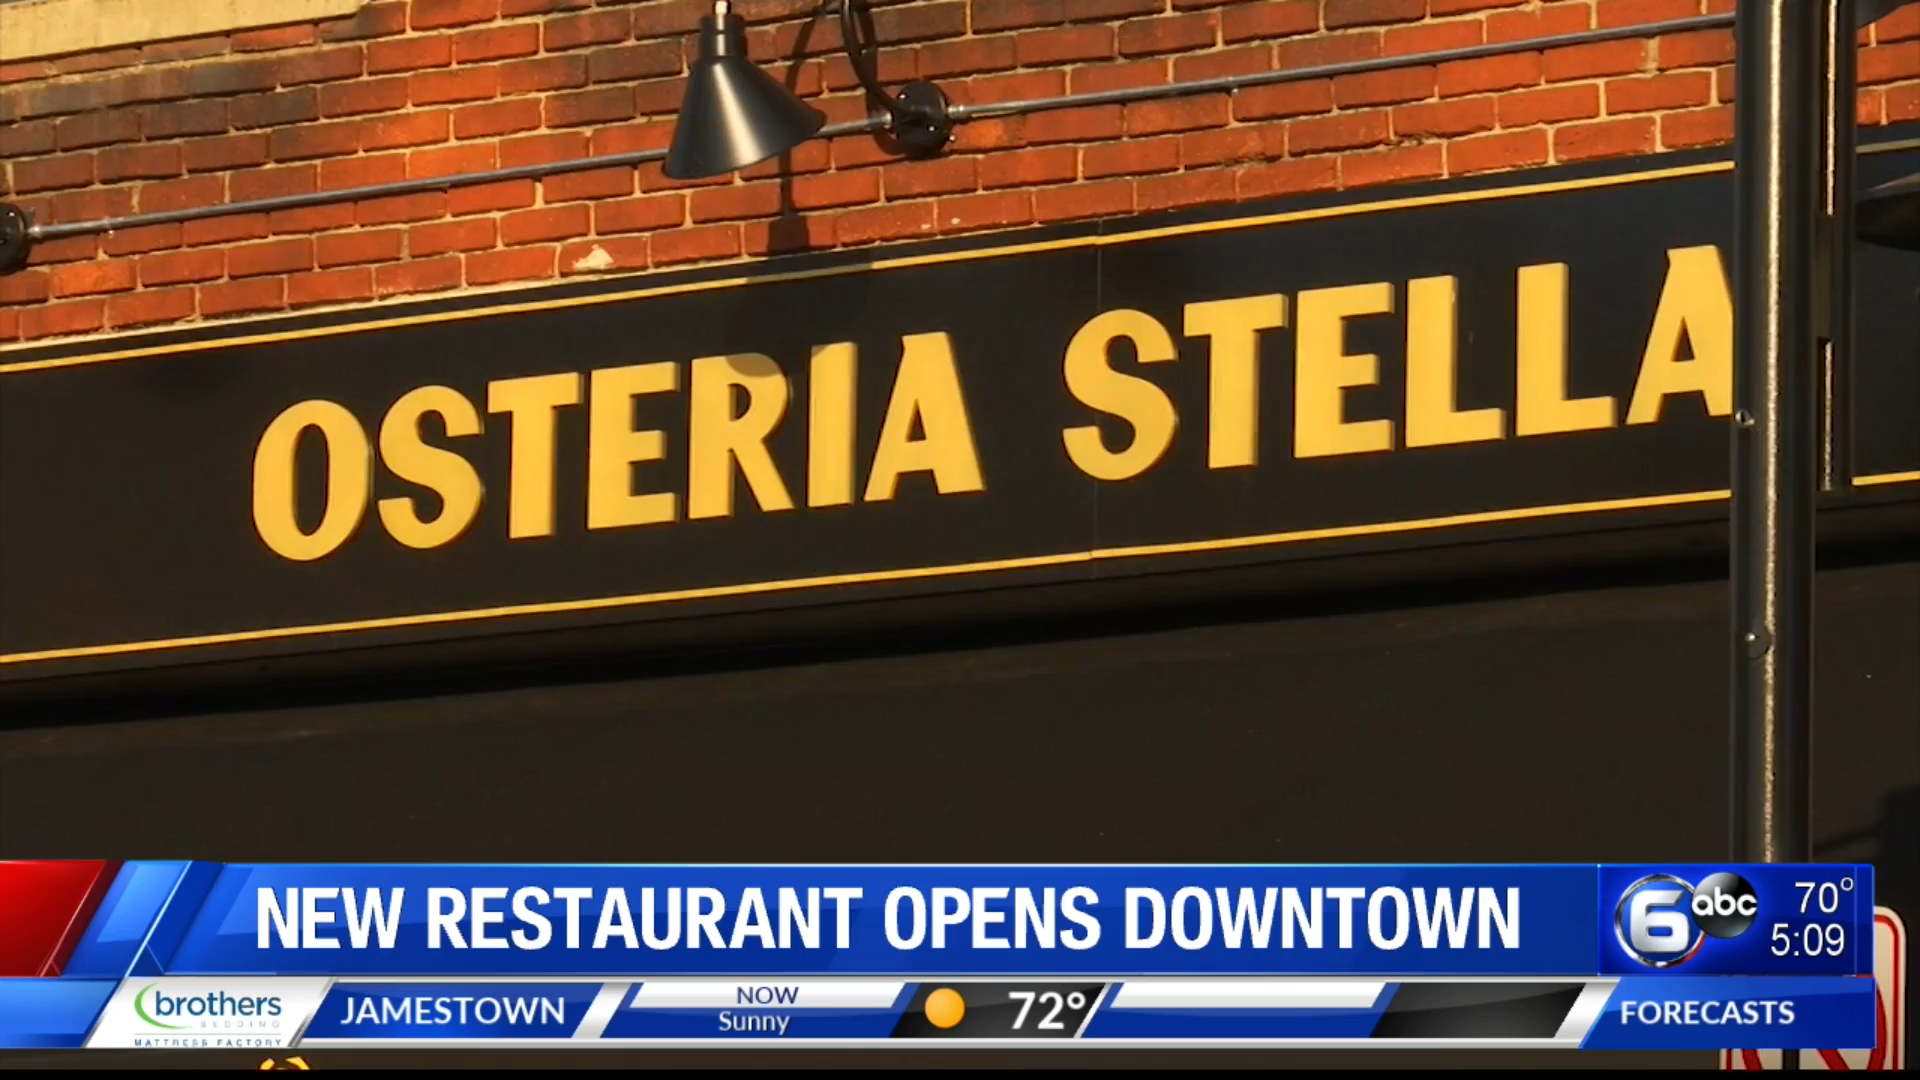 OSTERIA STELLA
NEW RESTAURANT OPENS DOWNTOWN
6 abc
70°
5:09
brothers
BEDDING
MATTRESS FACTORY
JAMESTOWN
NOW
Sunny
72°
FORECASTS